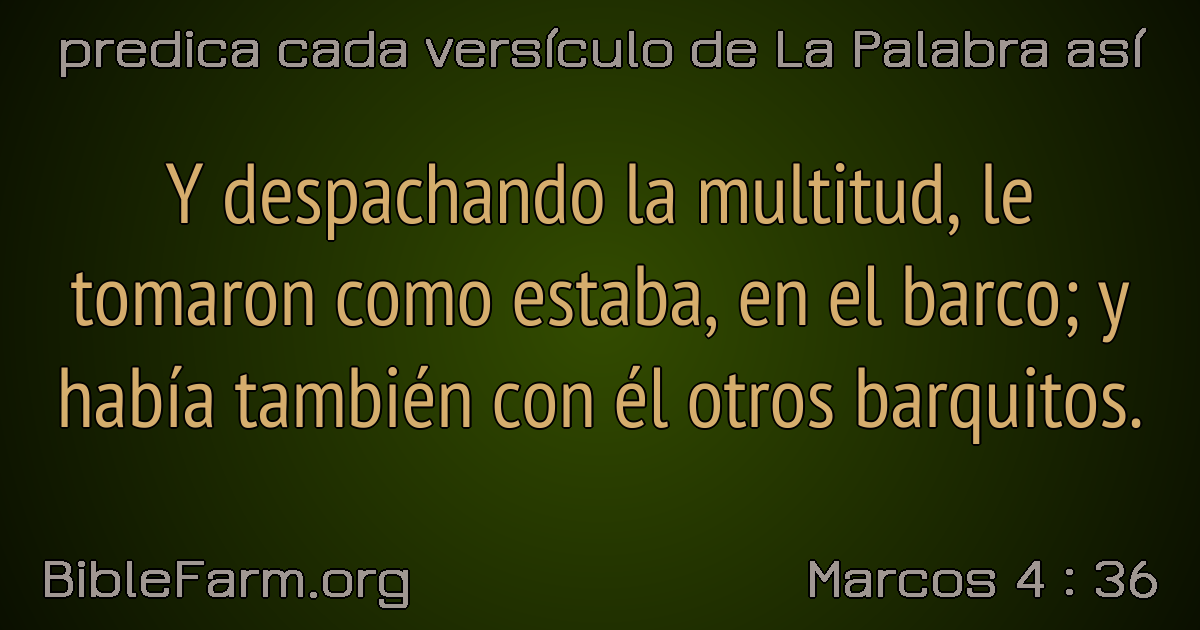 predica cada versículo de La Palabra así
Y despachando la multitud, le
tomaron como estaba, en el barco; y
había también con él otros barquitos.
BibleFarm.org
Marcos 4 : 36